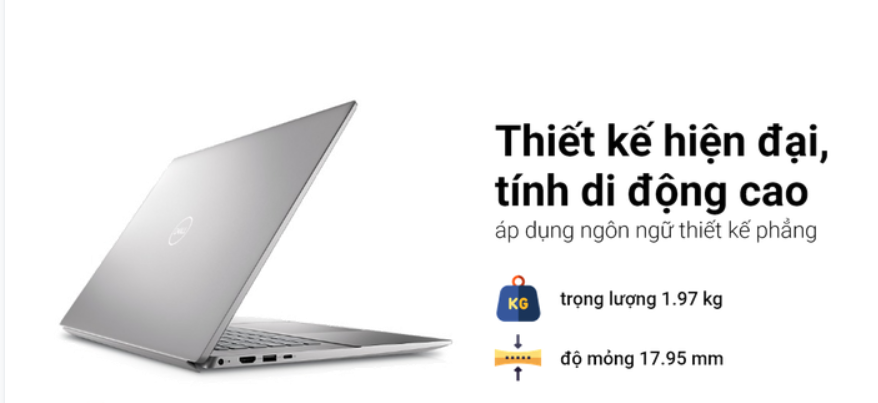 Thiết kế hiện đại,
tính di động cao
áp dụng ngôn ngữ thiết kế phẳng
KG
trọng lượng 1.97 kg
độ mỏng 17.95 mm
DELL